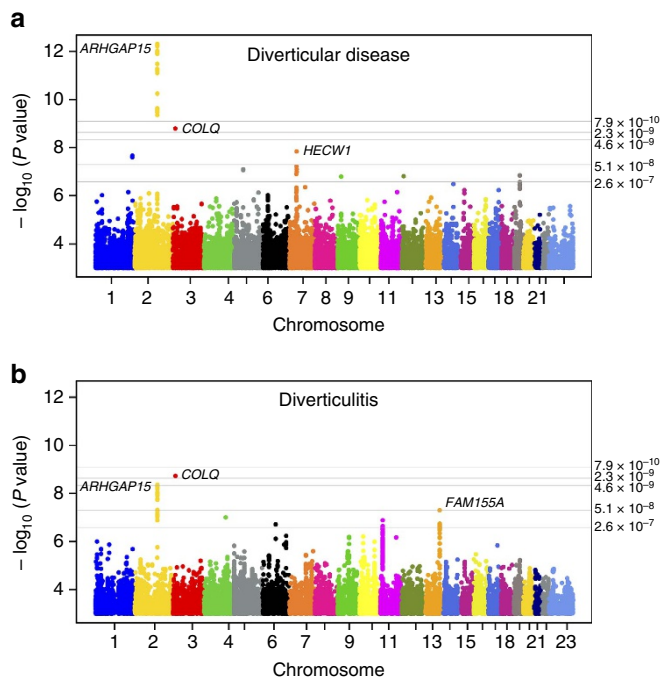 a
Diverticular disease
ARHGAP15
COLQ
HECW1
12
10
8
6
4
– log10 (P value)
7.9 × 10–10
2.3 × 10–9
4.6 × 10–9
5.1 × 10–8
2.6 × 10–7
1 2 3 4 6 7 8 9 11 13 15 18 21
Chromosome
b
Diverticulitis
ARHGAP15
COLQ
FAM155A
12
10
8
6
4
– log10 (P value)
7.9 × 10–10
2.3 × 10–9
4.6 × 10–9
5.1 × 10–8
2.6 × 10–7
1 2 3 4 6 7 8 9 11 13 15 18 21 23
Chromosome